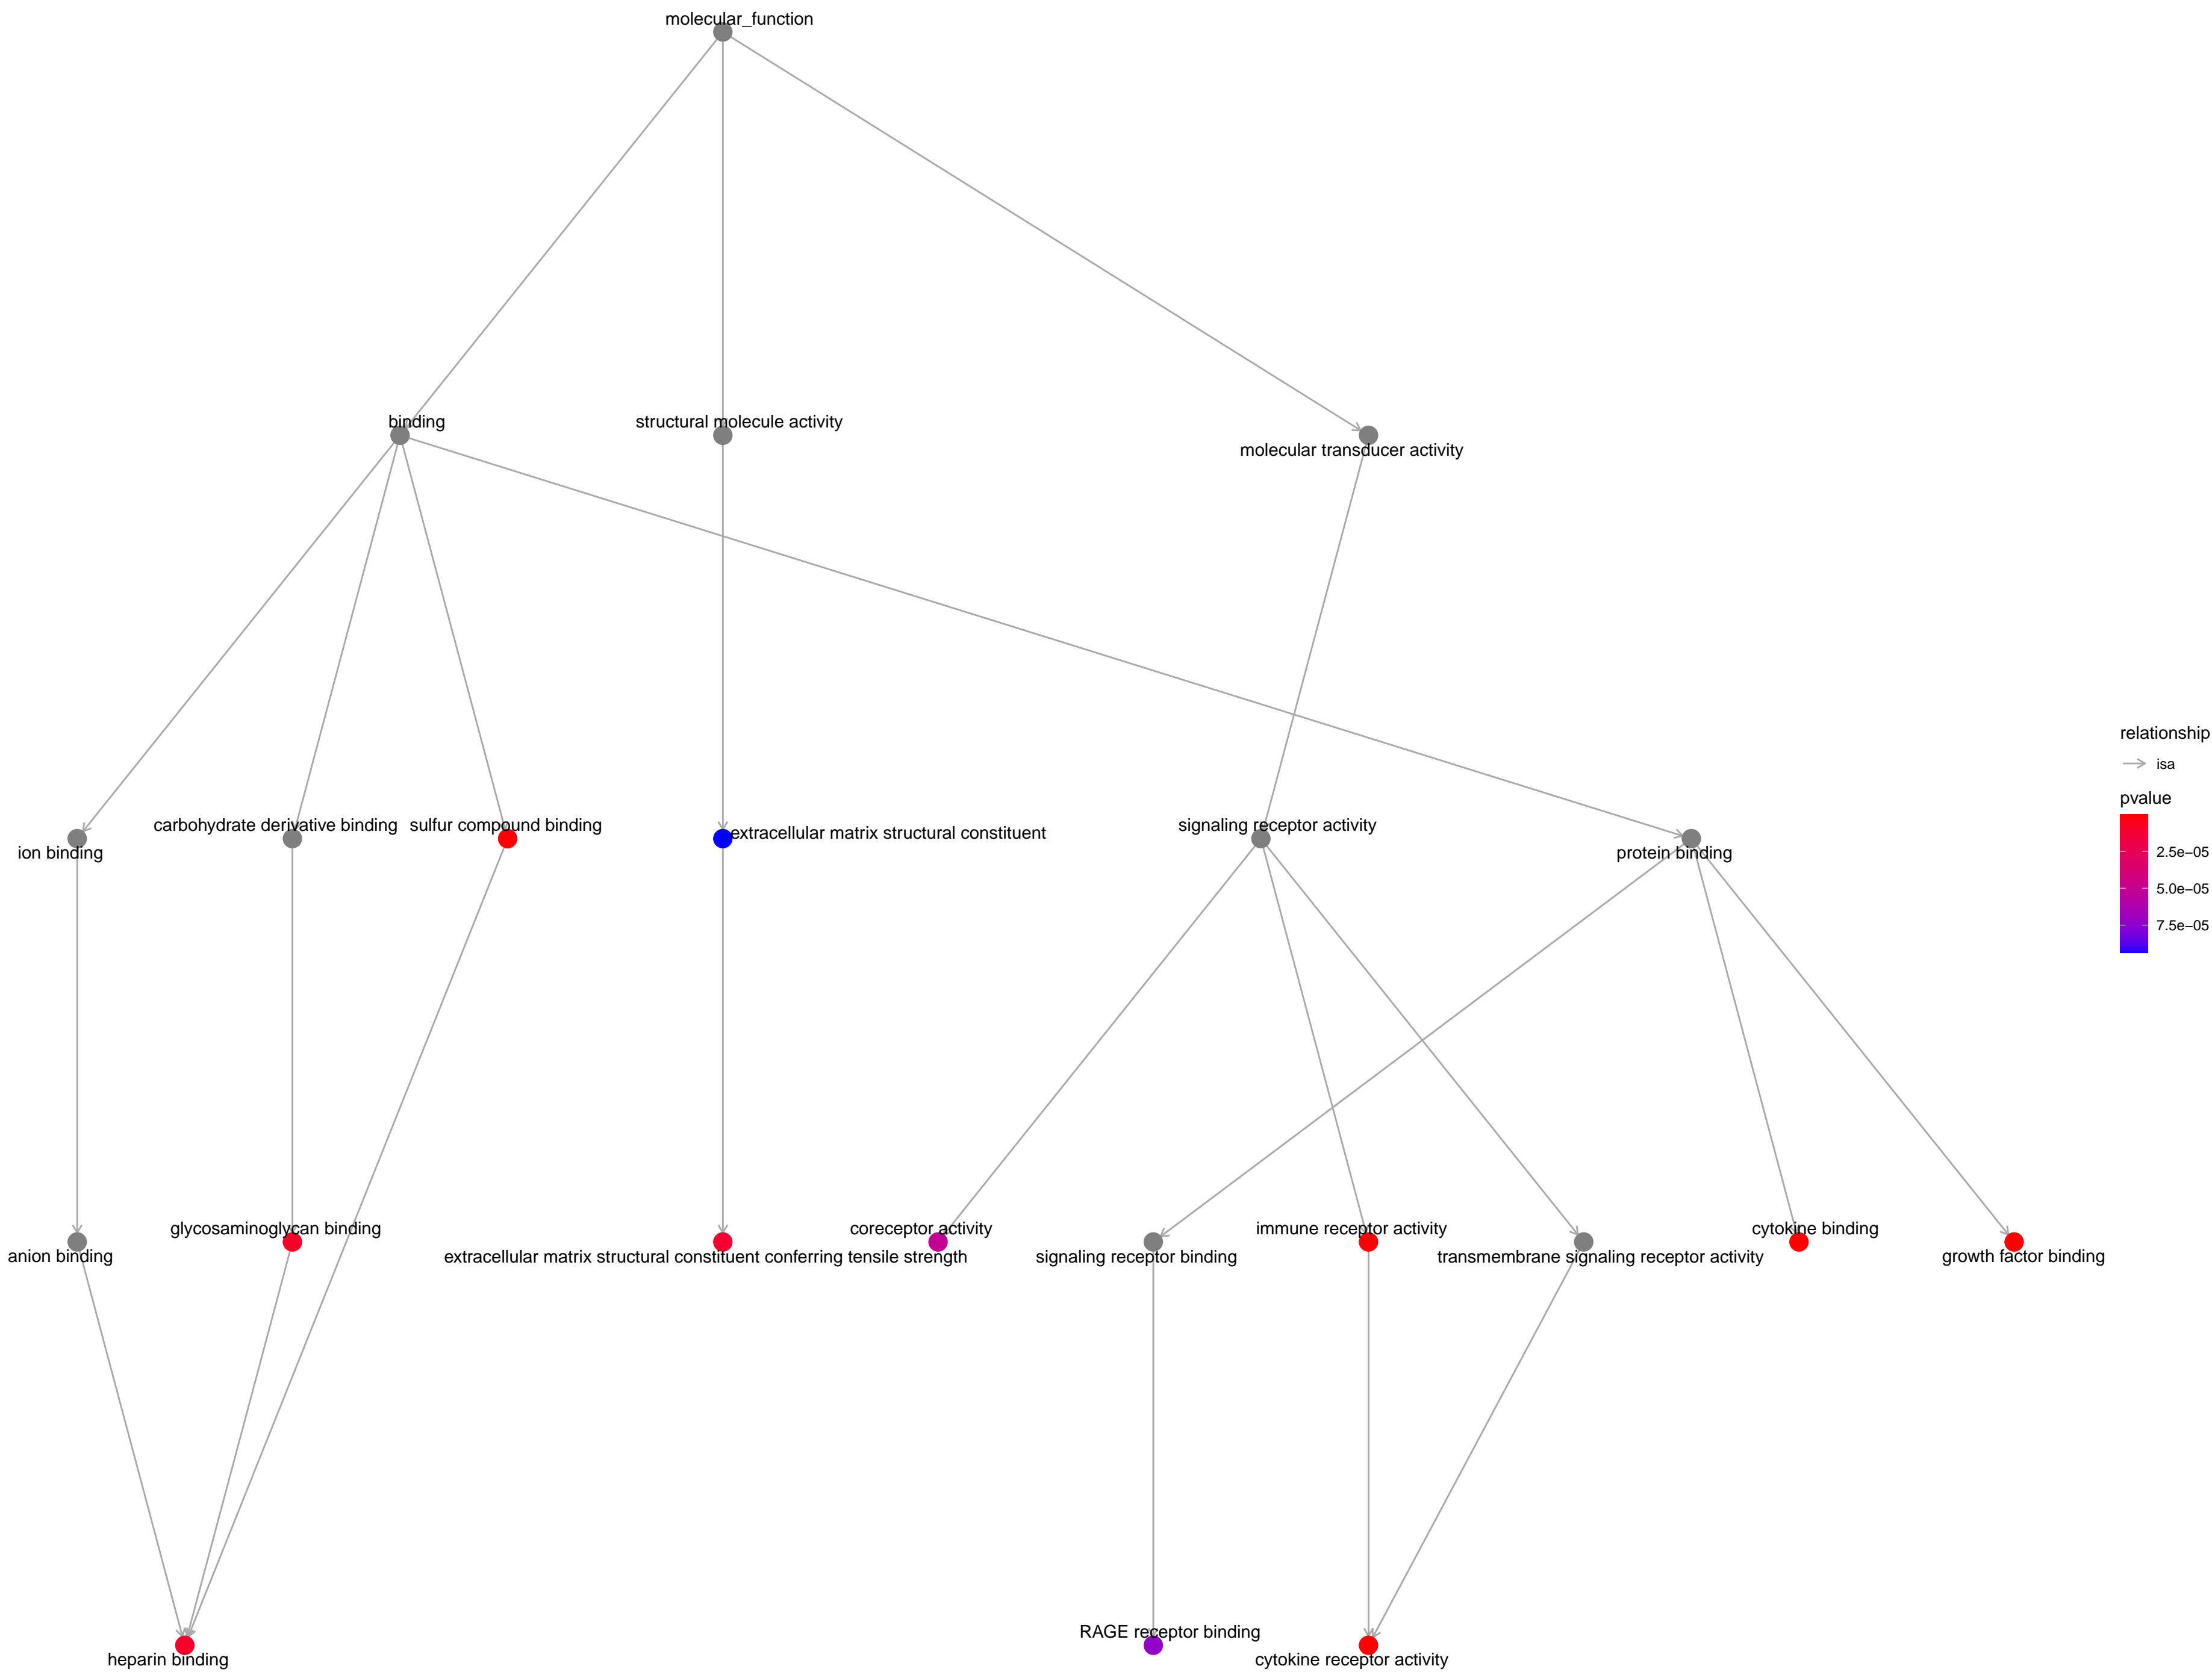 molecular_function
binding
structural molecule activity
molecular transducer activity
relationship
isa
pvalue
2.5e−05
5.0e−05
7.5e−05
carbohydrate derivative binding
sulfur compound binding
extracellular matrix structural constituent
signaling receptor activity
ion binding
protein binding
glycosaminoglycan binding
coreceptor activity
immune receptor activity
cytokine binding
anion binding
extracellular matrix structural constituent conferring tensile strength
signaling receptor binding
transmembrane signaling receptor activity
growth factor binding
RAGE receptor binding
heparin binding
cytokine receptor activity